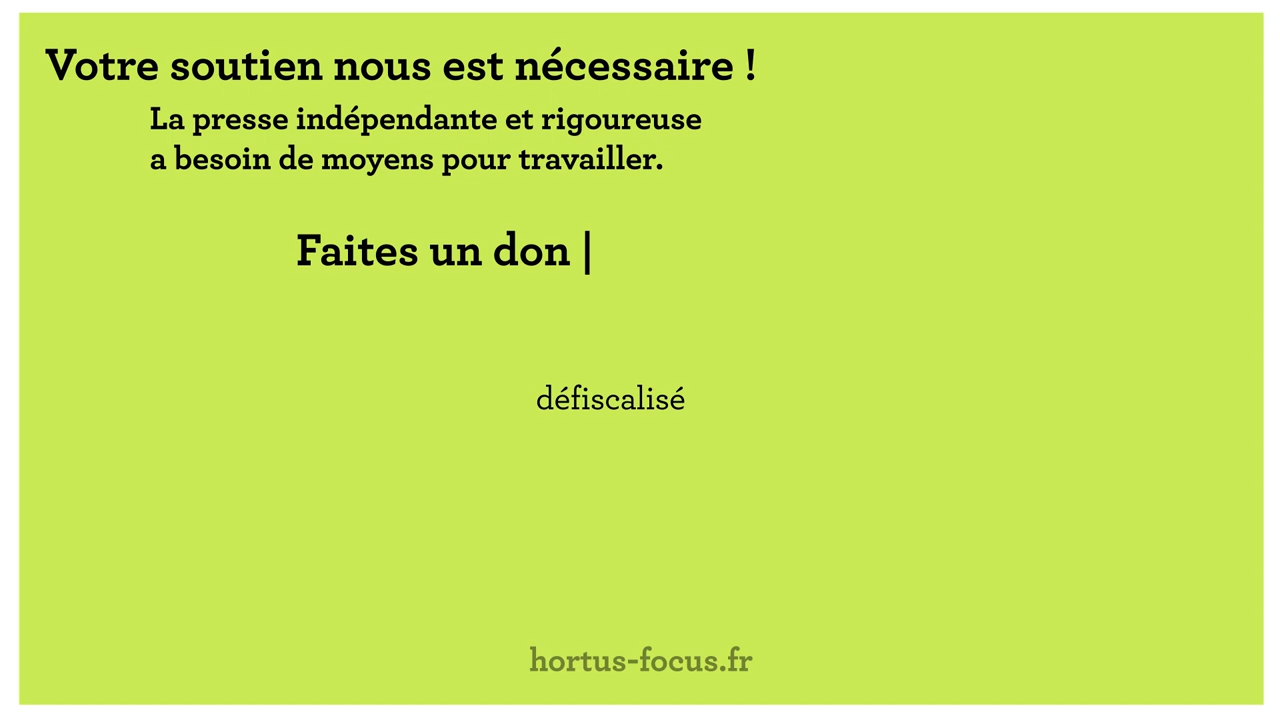 Votre soutien nous est nécessaire !
La presse indépendante et rigoureuse
a besoin de moyens pour travailler.
Faites un don |
défiscalisé
hortus-focus.fr